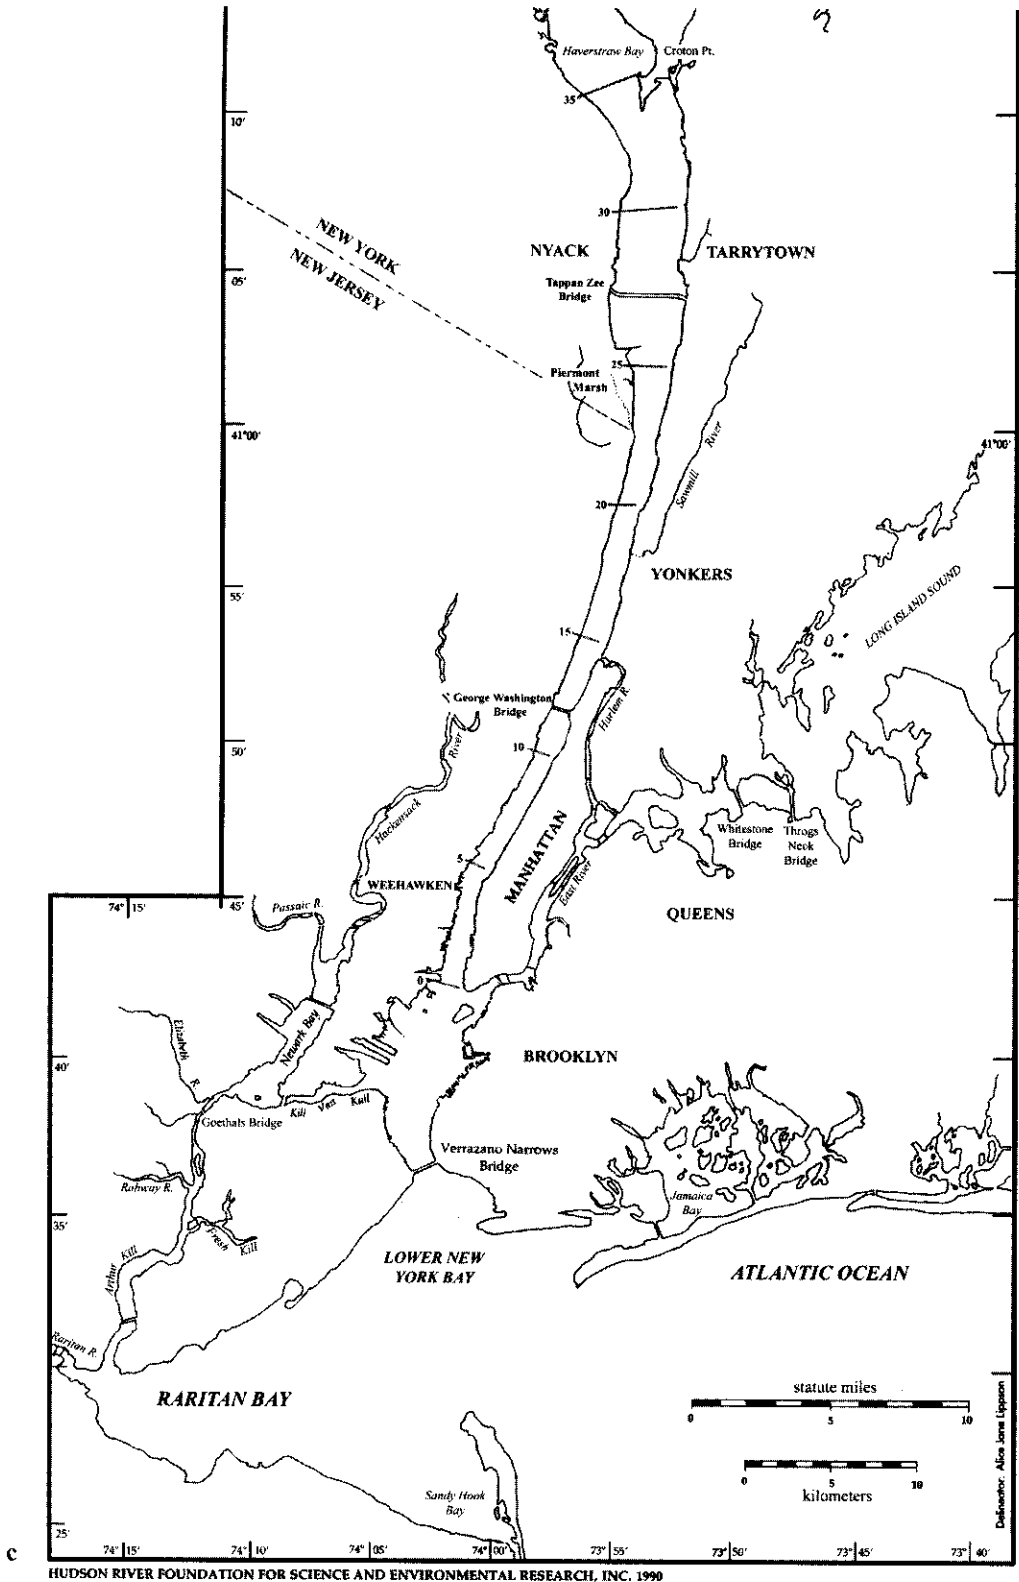 Haverstraw Bay
Croton Pt.
35
10'
30
NEW YORK
NEW JERSEY
NYACK
TARRYTOWN
05'
Tappan Zee
Bridge
25
Piermont
Marsh
41°00'
41°00'
Sawmill River
20
YONKERS
55'
LONG ISLAND SOUND
15
George Washington
Bridge
Harlem R.
10
50'
Hackensack River
MANHATTAN
Whitestone
Bridge
Throgs
Neck
Bridge
5
WEEHAWKEN
East River
74° 15'
45'
Passaic R.
QUEENS
0
Newark Bay
Elizabeth R.
BROOKLYN
40'
Kill Van Kull
Goethals Bridge
Verrazano Narrows
Bridge
Rahway R.
Jamaica
Bay
35'
Fresh Kill
Arthur Kill
LOWER NEW
YORK BAY
ATLANTIC OCEAN
Raritan R.
RARITAN BAY
statute miles
0 5 10
0 5 10
kilometers
Delineator: Alice Jane Lippson
Sandy Hook
Bay
25'
c
74° 15' 74° 10' 74° 05' 74° 00' 73° 55' 73° 50' 73° 45' 73° 40'
HUDSON RIVER FOUNDATION FOR SCIENCE AND ENVIRONMENTAL RESEARCH, INC. 1990